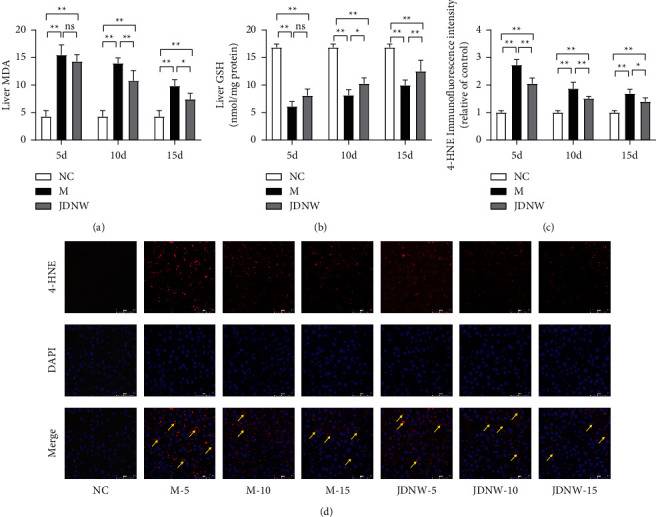 Liver MDA
20
15
10
5
0
** ** ns
** ** **
** ** *
5d 10d 15d
NC
M
JDNW
(a)
Liver GSH
(nmol/mg protein)
20
15
10
5
0
** ** ns
** ** *
** ** **
5d 10d 15d
NC
M
JDNW
(b)
4-HNE Immunofluorescence intensity
(relative of control)
4
3
2
1
0
** ** **
** ** **
** ** *
5d 10d 15d
NC
M
JDNW
(c)
4-HNE
DAPI
Merge
NC M-5 M-10 M-15 JDNW-5 JDNW-10 JDNW-15
(d)